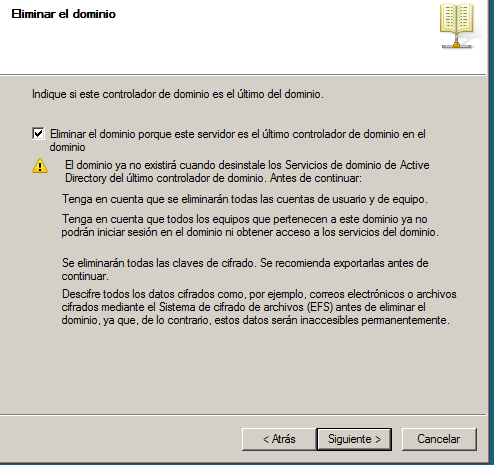 Eliminar el dominio
Indique si este controlador de dominio es el último del dominio.
Eliminar el dominio porque este servidor es el último controlador de dominio en el
dominio
El dominio ya no existirá cuando desinstale los Servicios de dominio de Active
Directory del último controlador de dominio. Antes de continuar:
Tenga en cuenta que se eliminarán todas las cuentas de usuario y de equipo.
Tenga en cuenta que todos los equipos que pertenecen a este dominio ya no
podrán iniciar sesión en el dominio ni obtener acceso a los servicios del dominio.
Se eliminarán todas las claves de cifrado. Se recomienda exportarlas antes de
continuar.
Descifre todos los datos cifrados como, por ejemplo, correos electrónicos o archivos
cifrados mediante el Sistema de cifrado de archivos (EFS) antes de eliminar el
dominio, ya que, de lo contrario, estos datos serán inaccesibles permanentemente.
< Atrás Siguiente > Cancelar